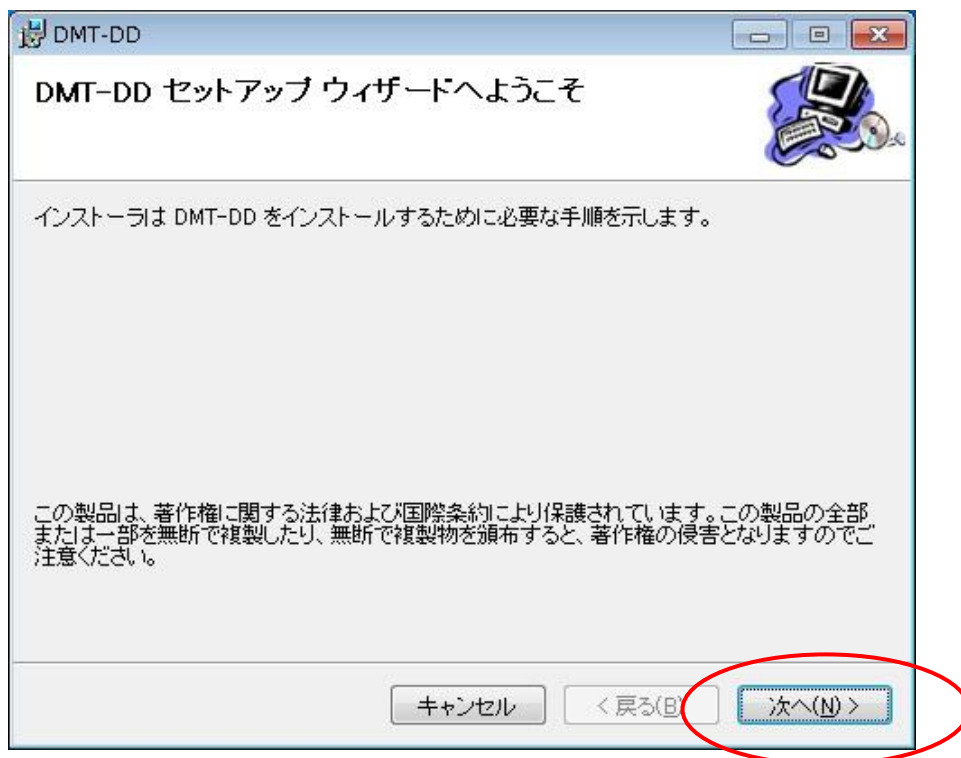 DMT-DD
DMT-DD セットアップ ウィザードへようこそ
インストーラは DMT-DD をインストールするために必要な手順を示します。
この製品は、著作権に関する法律および国際条約により保護されています。この製品の全部
または一部を無断で複製したり、無断で複製物を頒布すると、著作権の侵害となりますのでご
注意ください。
キャンセル
< 戻る(B)
次へ(N) >